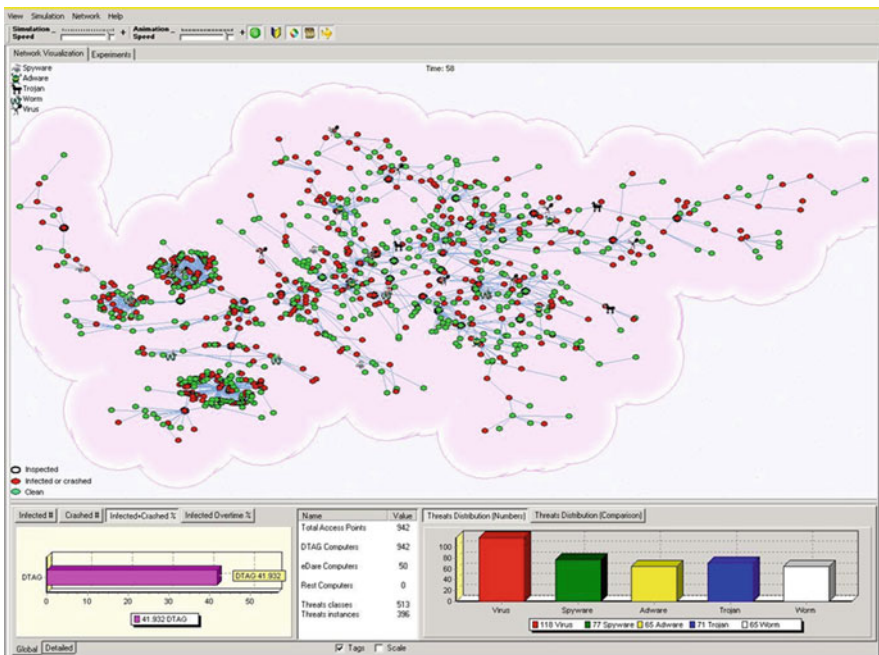 View Simulation Network Help
Simulation Speed - + Animation Speed - +
Network Visualization Experiments
Time: 58
Spyware
Adware
Trojan
Worm
Virus
Inspected
Infected or crashed
Clean
Infected # Crashed # Infected+Crashed % Infected Overtime %
DTAG
DTAG 41.932
0 10 20 30 40 50
41.932 DTAG
Name Value
Total Access Points 942
DTAG Computers 942
eDare Computers 50
Rest Computers 0
Threats classes 513
Threats instances 396
Threats Distribution (Numbers) Threats Distribution (Comparison)
100
80
60
40
20
0
Virus Spyware Adware Trojan Worm
118 Virus 77 Spyware 65 Adware 71 Trojan 65 Worm
Global Detailed
Tags Scale